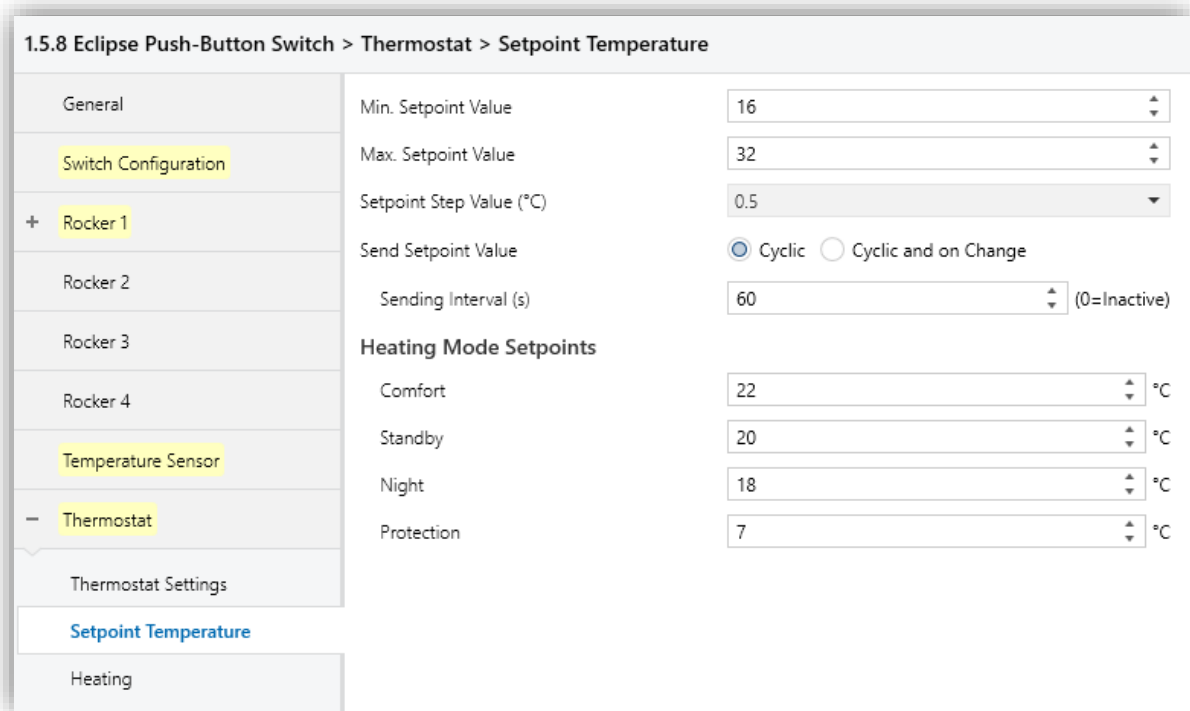 1.5.8 Eclipse Push-Button Switch > Thermostat > Setpoint Temperature
General
Switch Configuration
+ Rocker 1
Rocker 2
Rocker 3
Rocker 4
Temperature Sensor
− Thermostat
Thermostat Settings
Setpoint Temperature
Heating
Min. Setpoint Value 16
Max. Setpoint Value 32
Setpoint Step Value (°C) 0.5
Send Setpoint Value Cyclic Cyclic and on Change
Sending Interval (s) 60 (0=Inactive)
Heating Mode Setpoints
Comfort 22 °C
Standby 20 °C
Night 18 °C
Protection 7 °C